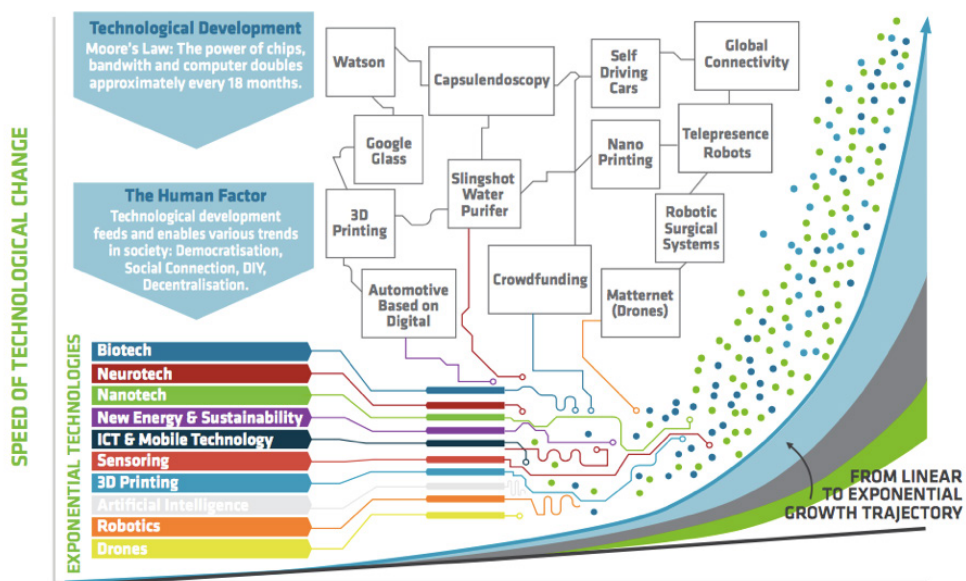 Technological Development
Moore's Law: The power of chips,
bandwith and computer doubles
approximately every 18 months.
The Human Factor
Technological development
feeds and enables various trends
in society: Democratisation,
Social Connection, DIY,
Decentralisation.
Watson
Capsulendoscopy
Self
Driving
Cars
Global
Connectivity
Google
Glass
Slingshot
Water
Purifer
Nano
Printing
Telepresence
Robots
3D
Printing
Robotic
Surgical
Systems
Automotive
Based on
Digital
Crowdfunding
Matternet
(Drones)
SPEED OF TECHNOLOGICAL CHANGE
EXPONENTIAL TECHNOLOGIES
Biotech
Neurotech
Nanotech
New Energy & Sustainability
ICT & Mobile Technology
Sensoring
3D Printing
Artificial Intelligence
Robotics
Drones
FROM LINEAR
TO EXPONENTIAL
GROWTH TRAJECTORY